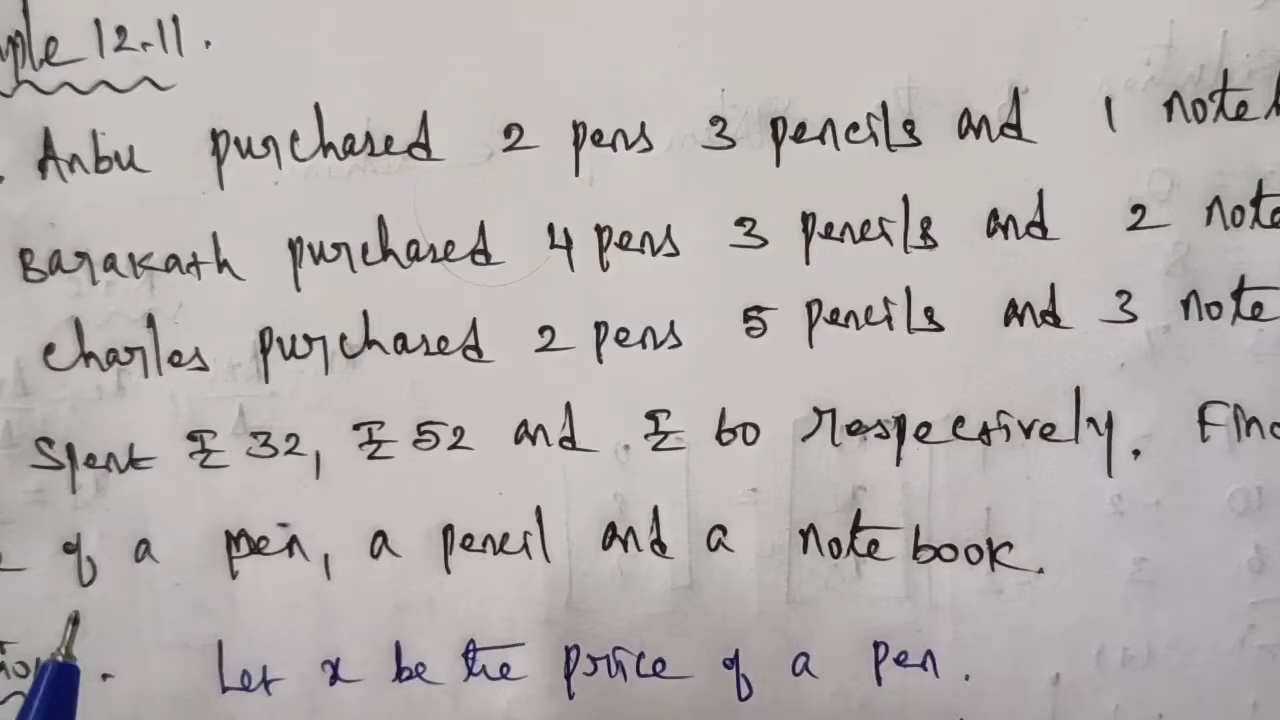 ple 12.11.
Anbu purchased 2 pens 3 pencils and 1 note
Barakath purchased 4 pens 3 pencils and 2 note
Charles purchased 2 pens 5 pencils and 3 note
Spent ₹ 32, ₹ 52 and ₹ 60 respectively. Find
of a pen, a pencil and a note book.
Let x be the price of a pen.